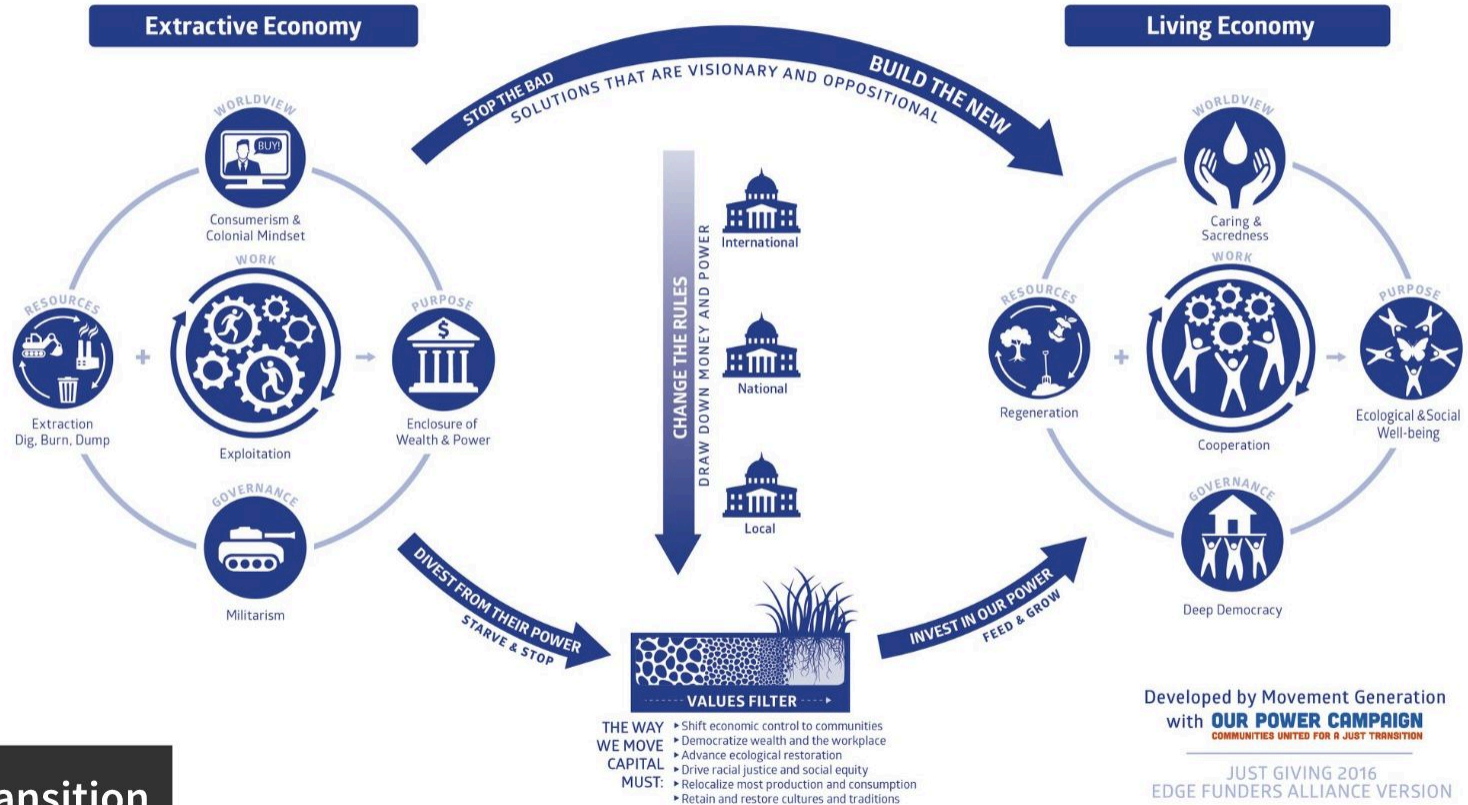 Extractive Economy
Living Economy
STOP THE BAD
BUILD THE NEW
SOLUTIONS THAT ARE VISIONARY AND OPPOSITIONAL
WORLDVIEW
BUY!
Consumerism &
Colonial Mindset
RESOURCES
+
Extraction
Dig, Burn, Dump
WORK
Exploitation
PURPOSE
$
Enclosure of
Wealth & Power
GOVERNANCE
Militarism
CHANGE THE RULES
DRAW DOWN MONEY AND POWER
International
National
Local
WORLDVIEW
Caring &
Sacredness
RESOURCES
+
Regeneration
WORK
Cooperation
PURPOSE
Ecological & Social
Well-being
GOVERNANCE
Deep Democracy
DIVEST FROM THEIR POWER
STARVE & STOP
INVEST IN OUR POWER
FEED & GROW
VALUES FILTER
THE WAY
WE MOVE
CAPITAL
MUST:
Shift economic control to communities
Democratize wealth and the workplace
Advance ecological restoration
Drive racial justice and social equity
Relocalize most production and consumption
Retain and restore cultures and traditions
Developed by Movement Generation
with OUR POWER CAMPAIGN
COMMUNITIES UNITED FOR A JUST TRANSITION
JUST GIVING 2016
EDGE FUNDERS ALLIANCE VERSION